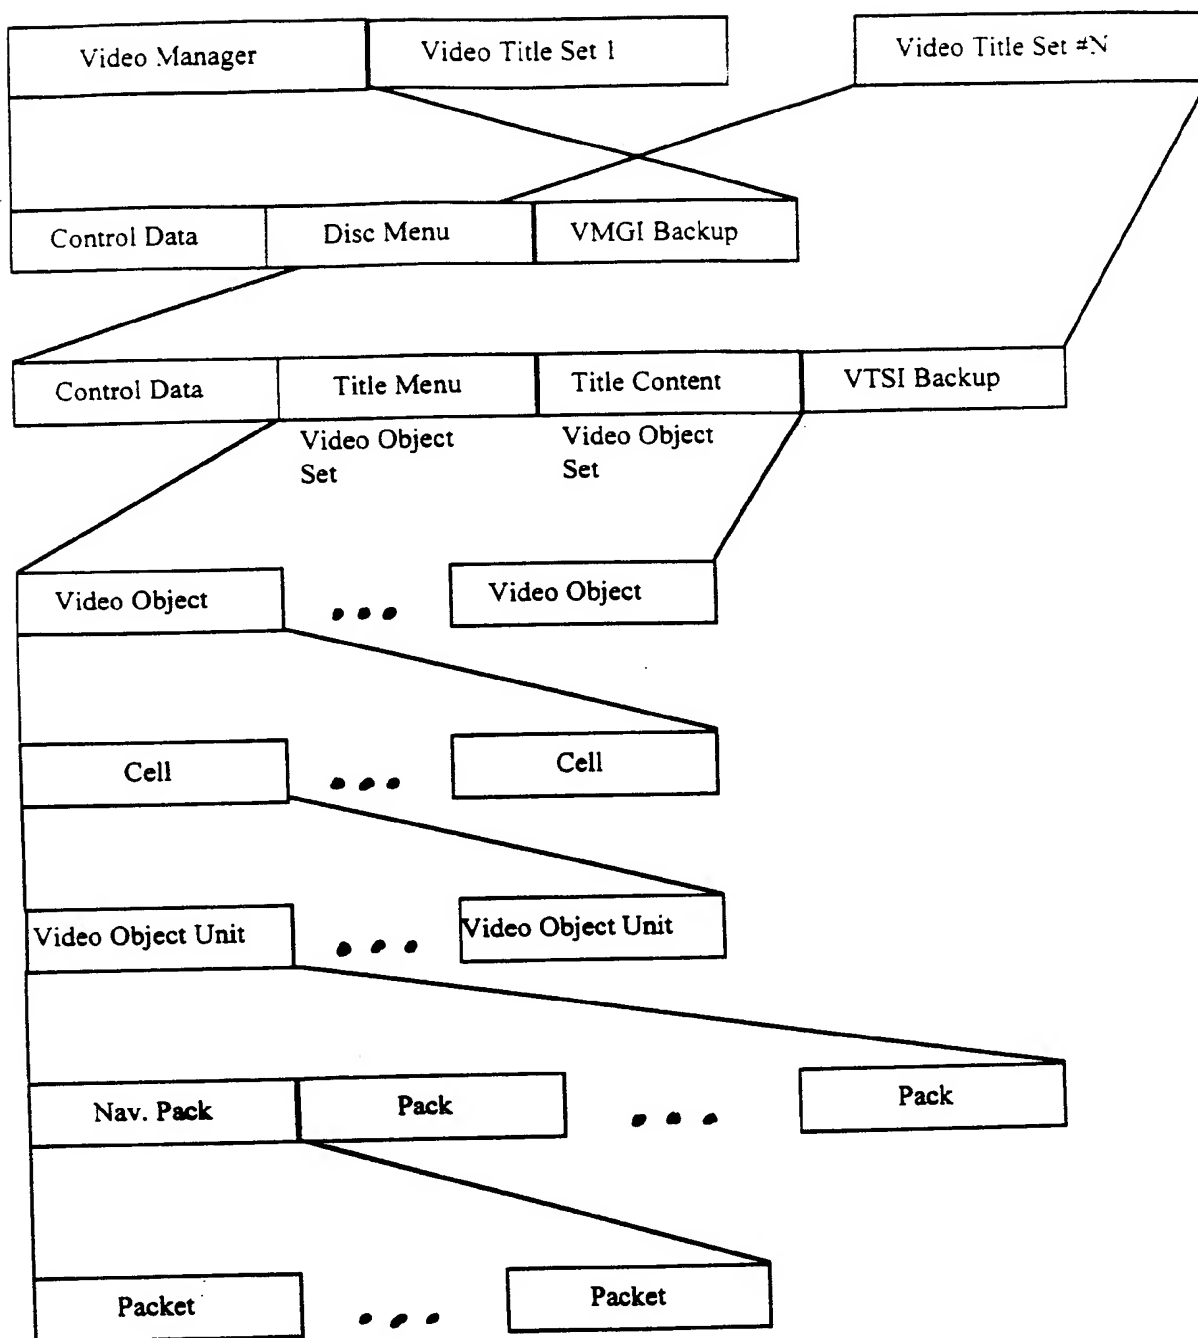 Video Manager
Video Title Set 1
Video Title Set #N
Control Data
Disc Menu
VMGI Backup
Control Data
Title Menu
Title Content
VTSI Backup
Video Object
Set
Video Object
Set
Video Object
Video Object
Cell
Cell
Video Object Unit
Video Object Unit
Nav. Pack
Pack
Pack
Packet
Packet